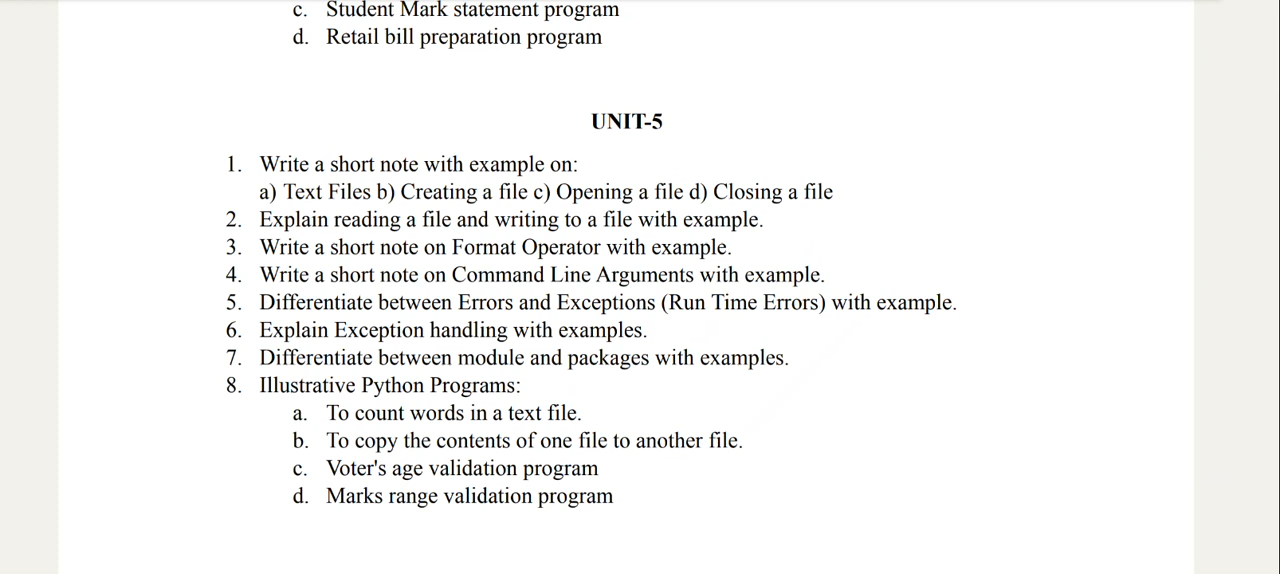 c. Student Mark statement program
d. Retail bill preparation program
UNIT-5
1. Write a short note with example on:
a) Text Files b) Creating a file c) Opening a file d) Closing a file
2. Explain reading a file and writing to a file with example.
3. Write a short note on Format Operator with example.
4. Write a short note on Command Line Arguments with example.
5. Differentiate between Errors and Exceptions (Run Time Errors) with example.
6. Explain Exception handling with examples.
7. Differentiate between module and packages with examples.
8. Illustrative Python Programs:
a. To count words in a text file.
b. To copy the contents of one file to another file.
c. Voter's age validation program
d. Marks range validation program